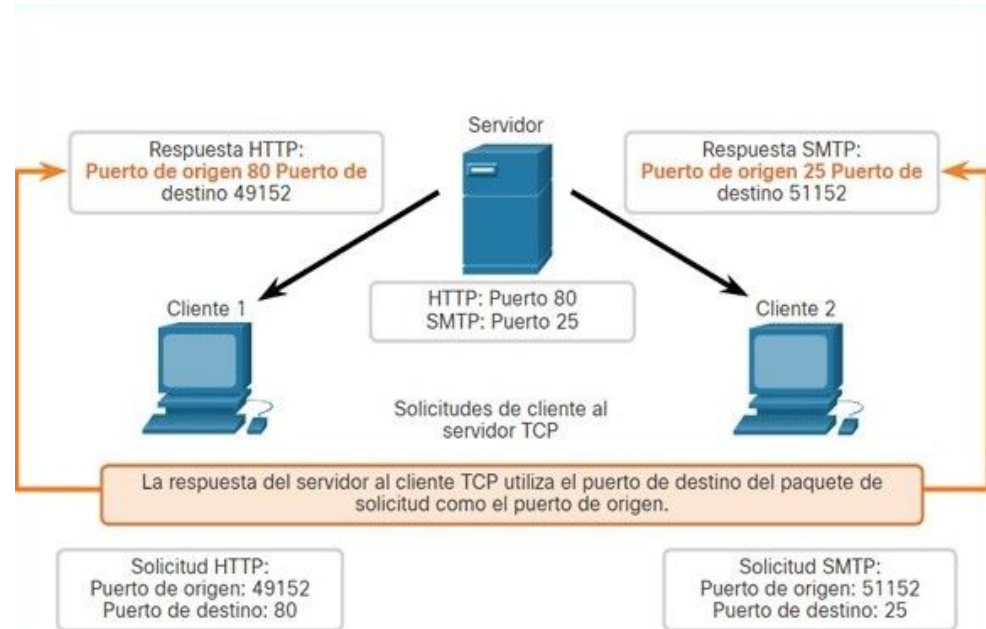 Servidor
Respuesta HTTP:
Puerto de origen 80 Puerto de
destino 49152
Respuesta SMTP:
Puerto de origen 25 Puerto de
destino 51152
HTTP: Puerto 80
SMTP: Puerto 25
Cliente 1
Cliente 2
Solicitudes de cliente al
servidor TCP
La respuesta del servidor al cliente TCP utiliza el puerto de destino del paquete de
solicitud como el puerto de origen.
Solicitud HTTP:
Puerto de origen: 49152
Puerto de destino: 80
Solicitud SMTP:
Puerto de origen: 51152
Puerto de destino: 25